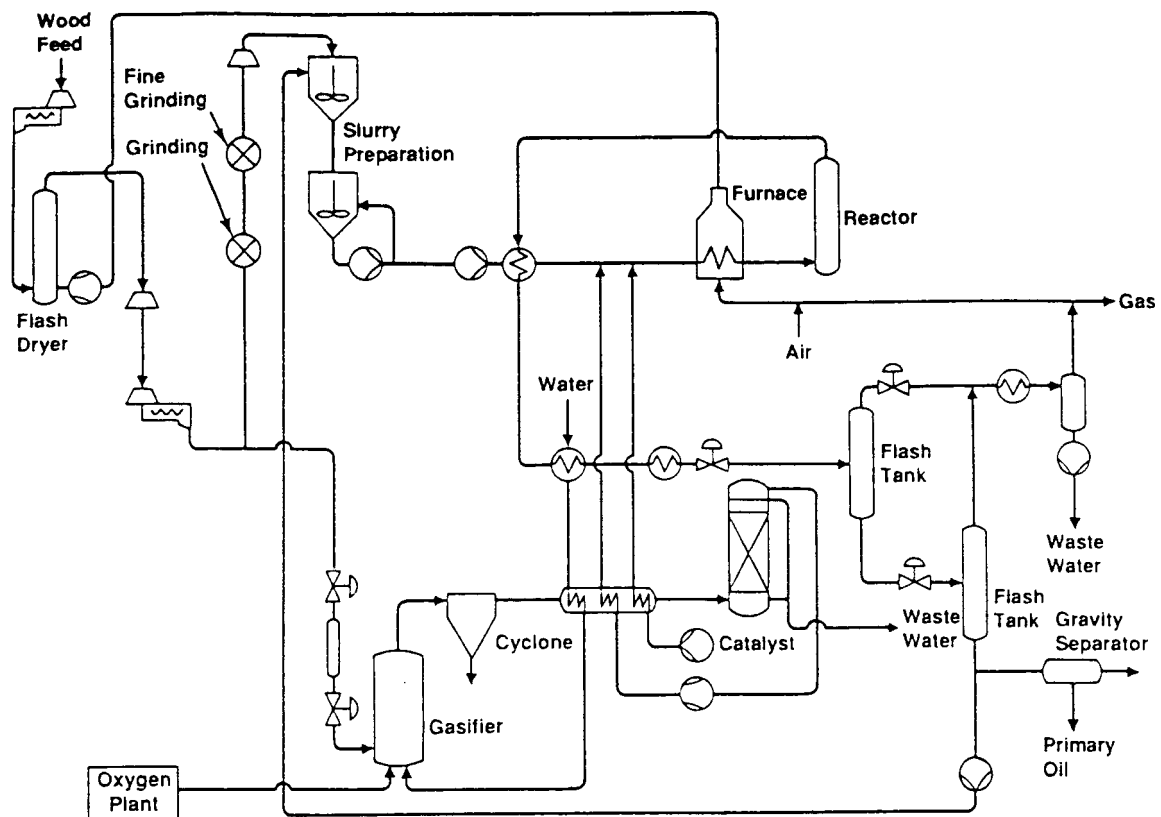 Wood
Feed
Fine
Grinding
Grinding
Slurry
Preparation
Furnace
Reactor
Flash
Dryer
Gas
Air
Water
Flash
Tank
Waste
Water
Flash
Tank
Waste
Water
Gravity
Separator
Cyclone
Catalyst
Gasifier
Primary
Oil
Oxygen
Plant